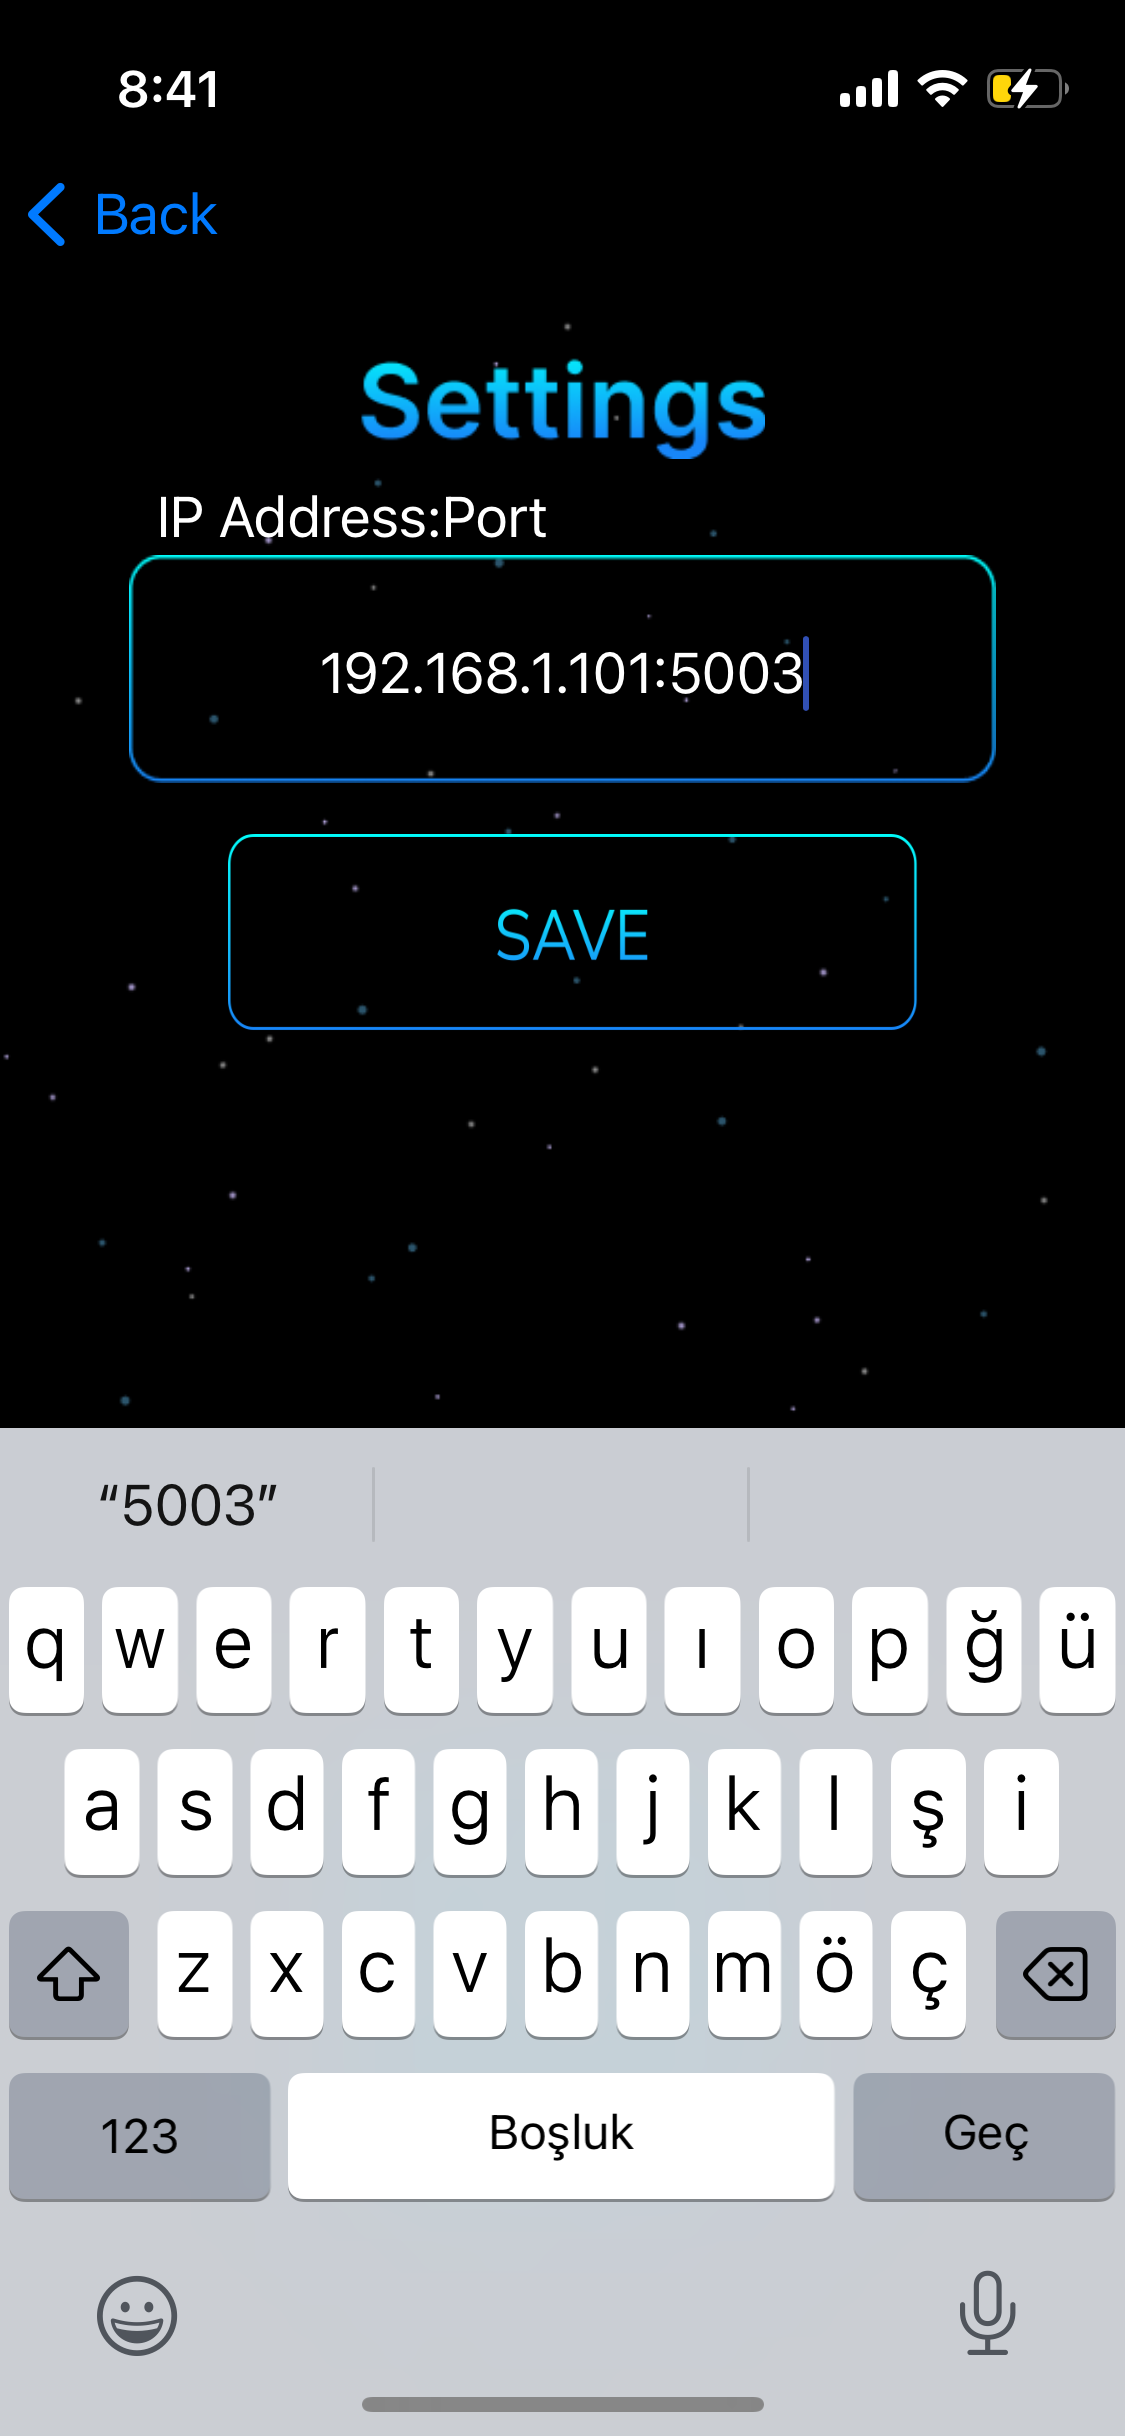 8:41
Back
Settings
IP Address:Port
192.168.1.101:5003
SAVE
“5003”
q w e r t y u ı o p ğ ü
a s d f g h j k l ş i
z x c v b n m ö ç
123 Boşluk Geç